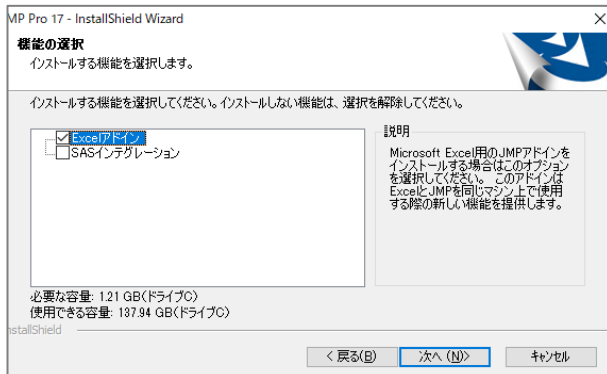 MP Pro 17 - InstallShield Wizard
機能の選択
インストールする機能を選択します。
インストールする機能を選択してください。インストールしない機能は、選択を解除してください。
Excelアドイン
SASインテグレーション
説明
Microsoft Excel用のJMPアドインを
インストールする場合はこのオプション
を選択してください。 このアドインは
ExcelとJMPを同じマシン上で使用
する際の新しい機能を提供します。
必要な容量: 1.21 GB(ドライブC)
使用できる容量: 137.94 GB(ドライブC)
nstallShield
< 戻る(B)
次へ (N)>
キャンセル